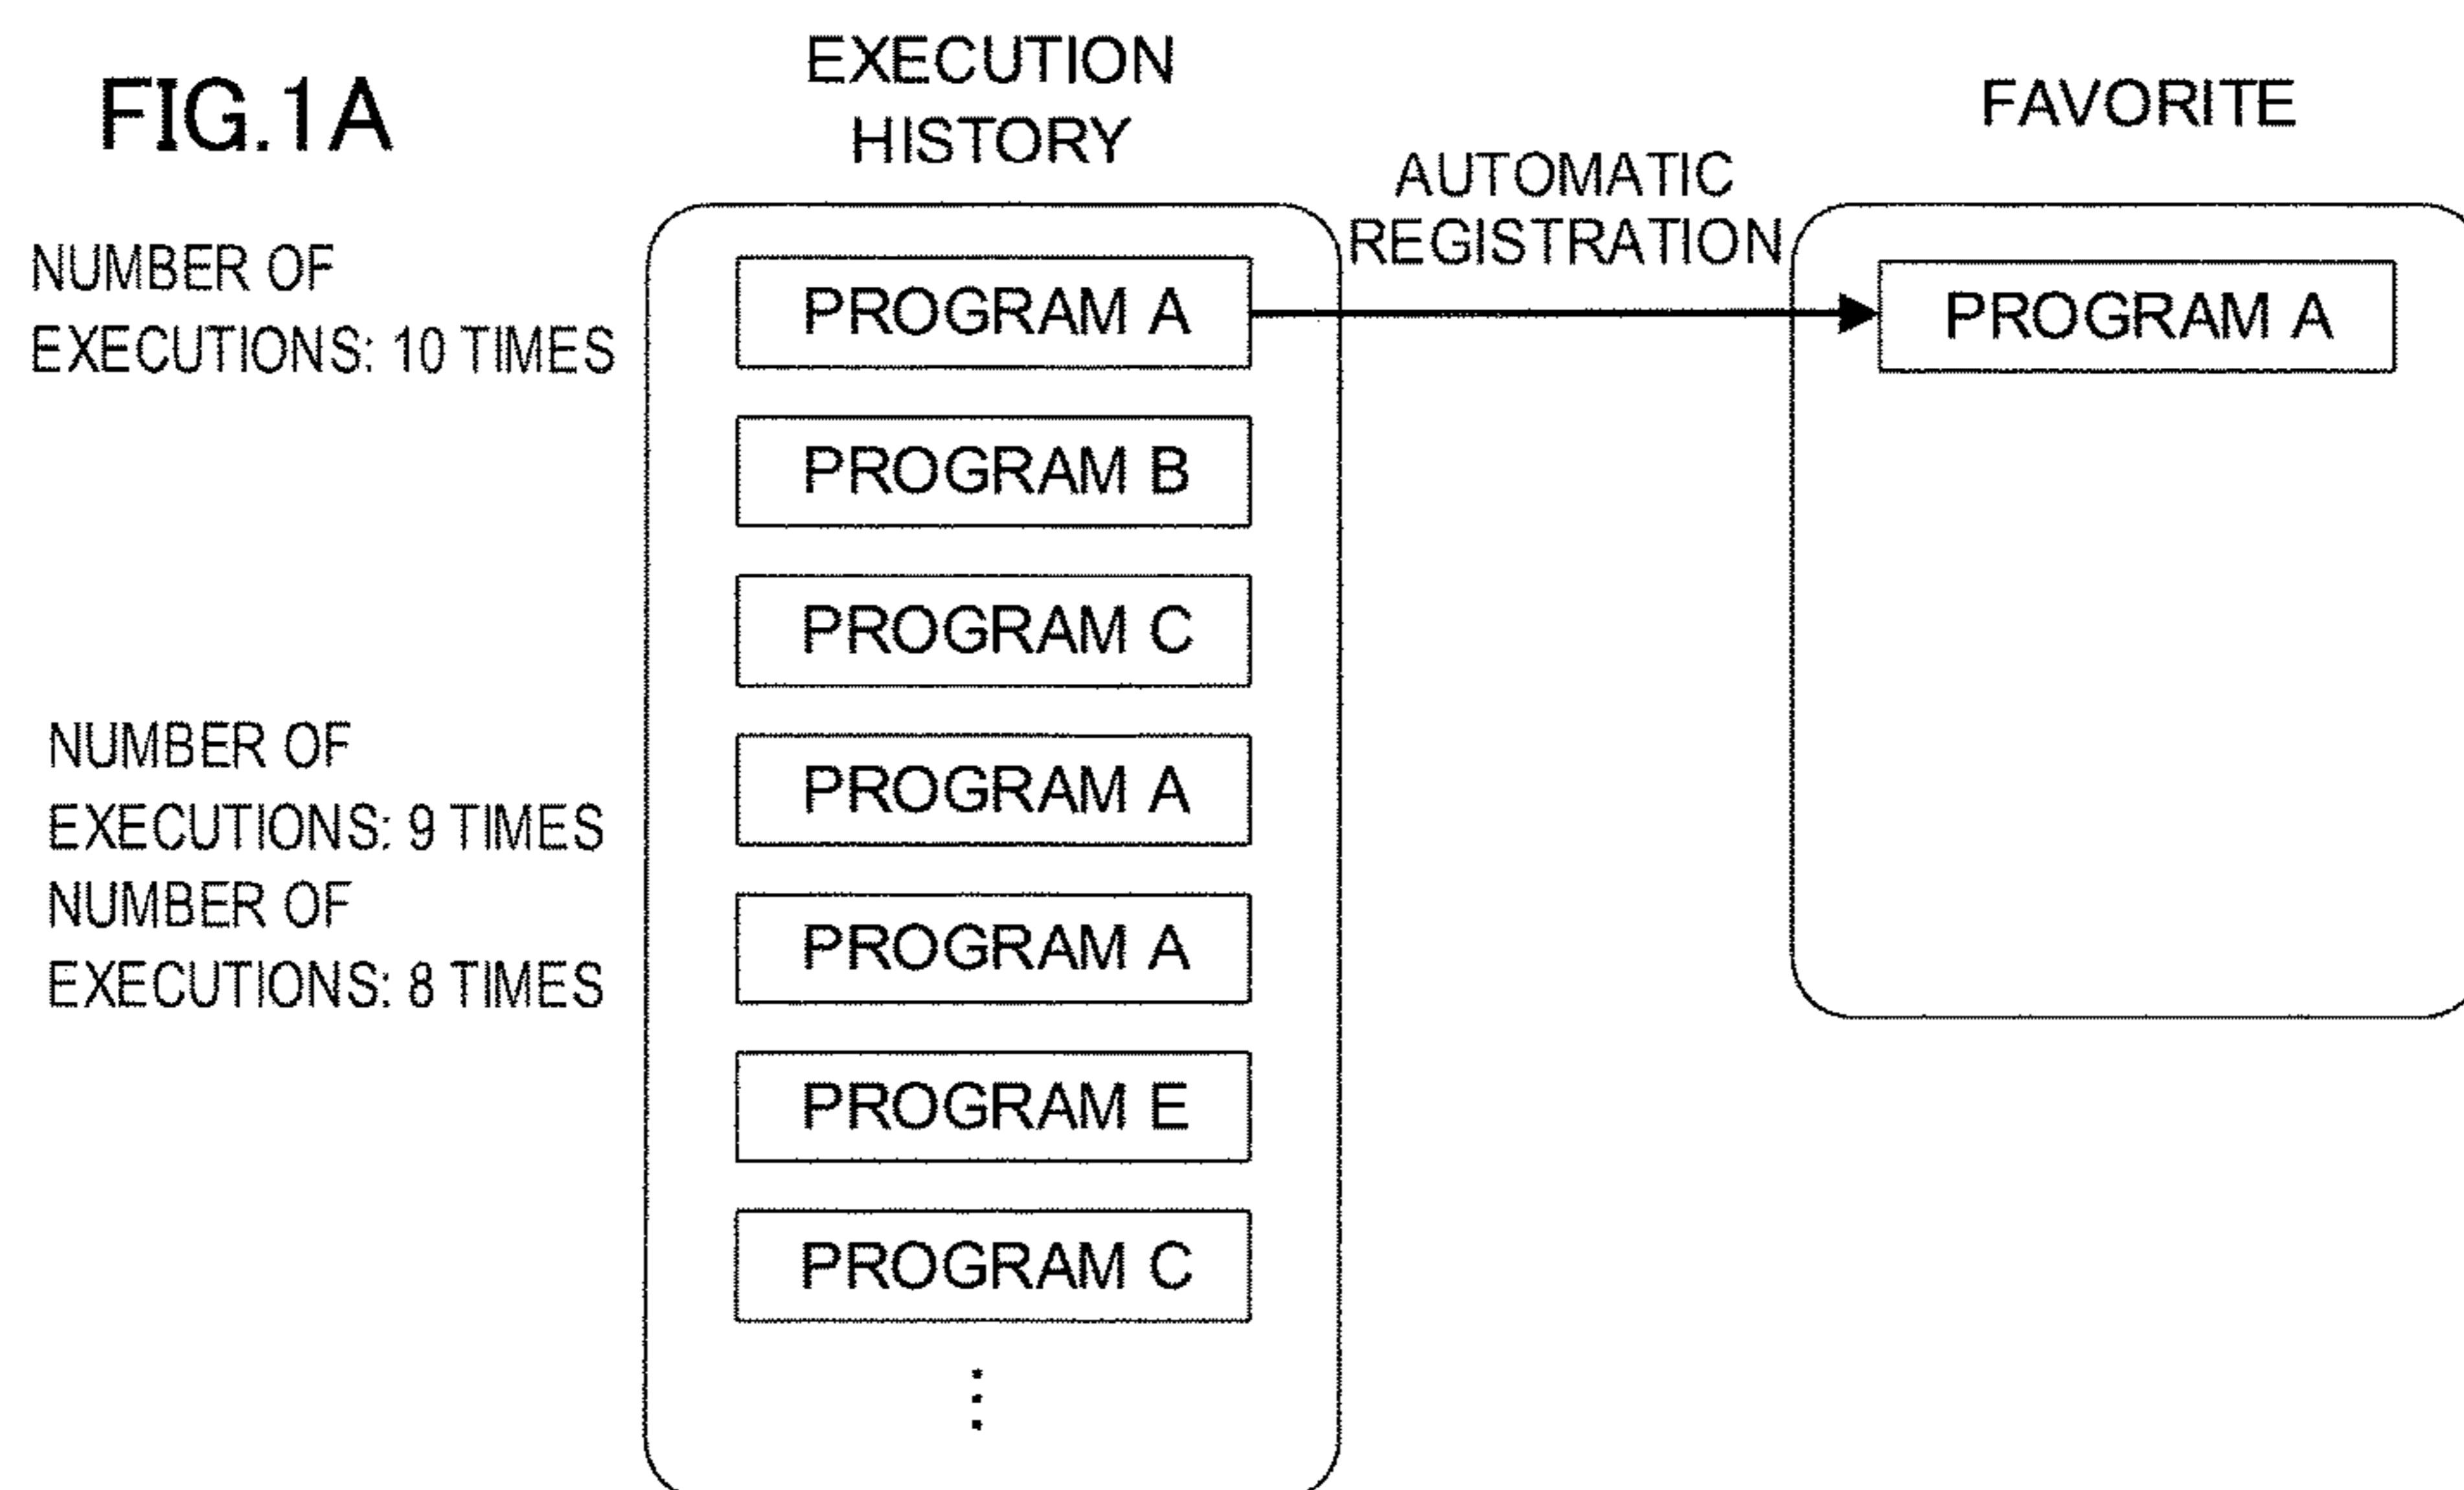 FIG.1A
EXECUTION
HISTORY
FAVORITE
AUTOMATIC
REGISTRATION
NUMBER OF
EXECUTIONS: 10 TIMES
PROGRAM A
PROGRAM A
PROGRAM B
PROGRAM C
NUMBER OF
EXECUTIONS: 9 TIMES
PROGRAM A
NUMBER OF
EXECUTIONS: 8 TIMES
PROGRAM A
PROGRAM E
PROGRAM C
⋮